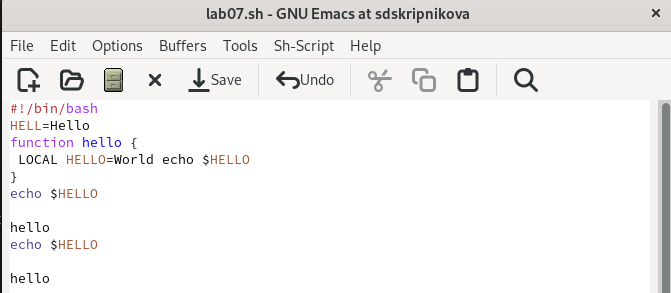 lab07.sh - GNU Emacs at sdskripnikova
File Edit Options Buffers Tools Sh-Script Help
Save Undo
#!/bin/bash
HELL=Hello
function hello {
 LOCAL HELLO=World echo $HELLO
}
echo $HELLO

hello
echo $HELLO

hello